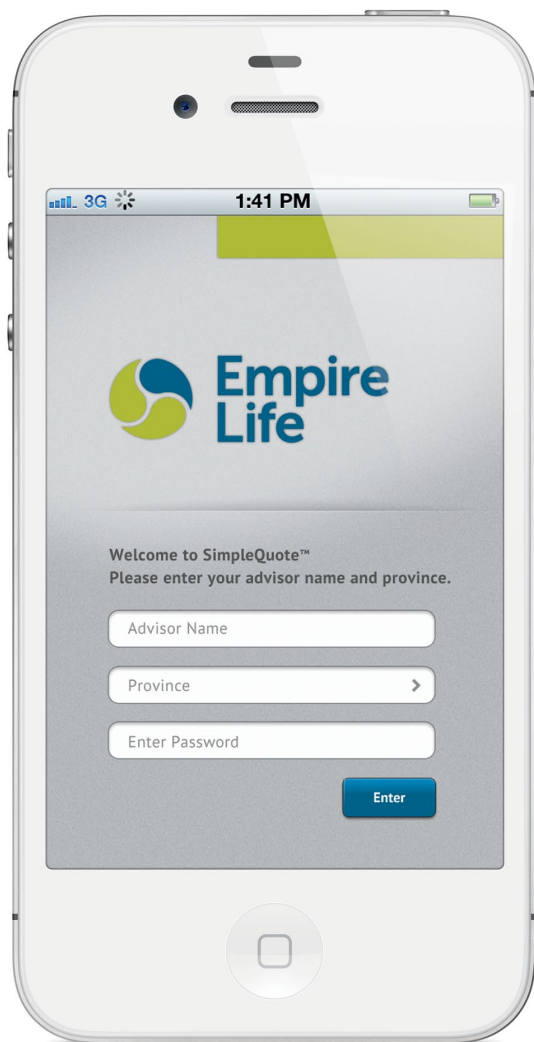 3G 1:41 PM
Empire
Life
Welcome to SimpleQuote™
Please enter your advisor name and province.
Advisor Name
Province
Enter Password
Enter